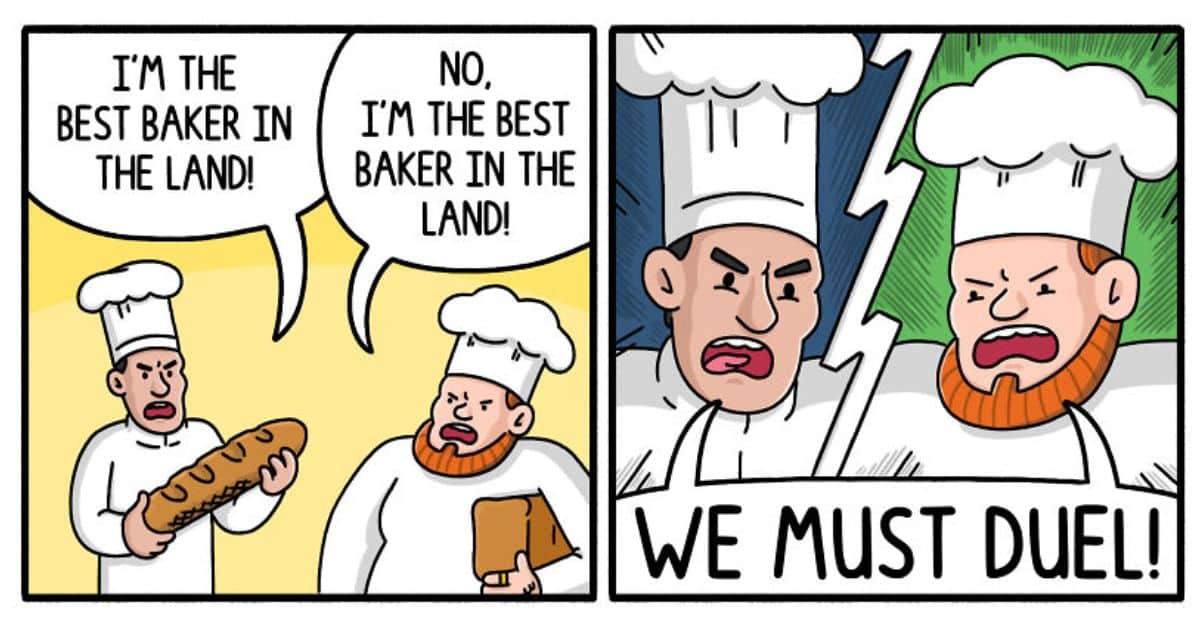 I'M THE
BEST BAKER IN
THE LAND!
NO,
I'M THE BEST
BAKER IN THE
LAND!
WE MUST DUEL!